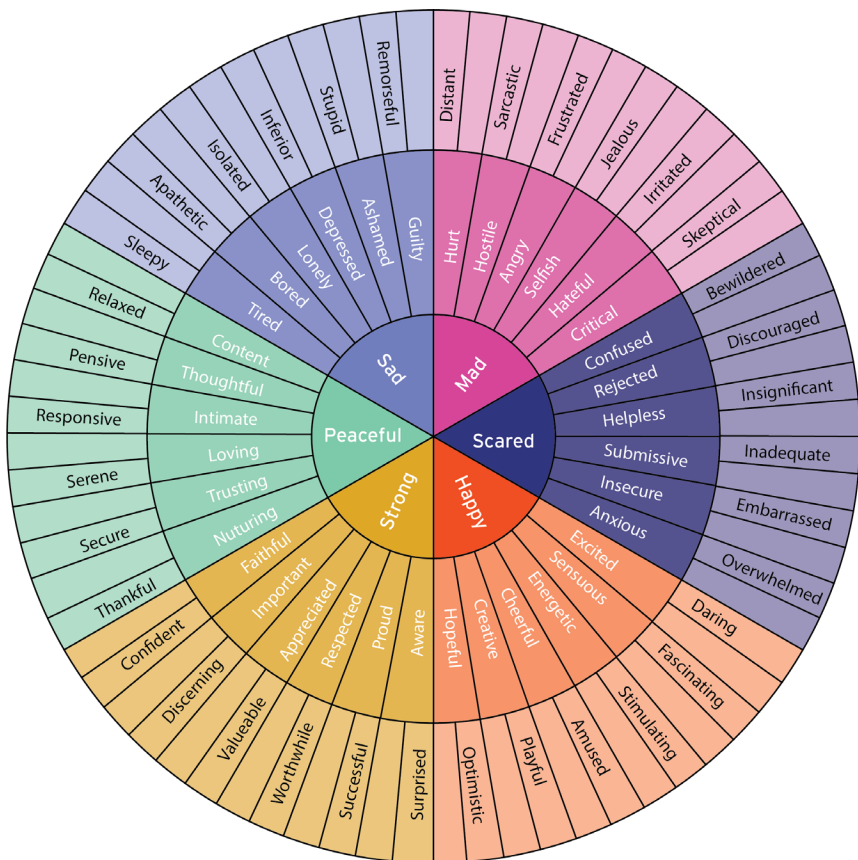 Mad
Scared
Happy
Strong
Peaceful
Sad
Hurt
Hostile
Angry
Selfish
Hateful
Critical
Confused
Rejected
Helpless
Submissive
Insecure
Anxious
Excited
Sensuous
Energetic
Cheerful
Creative
Hopeful
Aware
Proud
Respected
Appreciated
Important
Faithful
Nuturing
Trusting
Loving
Intimate
Thoughtful
Content
Tired
Bored
Lonely
Depressed
Ashamed
Guilty
Distant
Sarcastic
Frustrated
Jealous
Irritated
Skeptical
Bewildered
Discouraged
Insignificant
Inadequate
Embarrassed
Overwhelmed
Daring
Fascinating
Stimulating
Amused
Playful
Optimistic
Surprised
Successful
Worthwhile
Valueable
Discerning
Confident
Thankful
Secure
Serene
Responsive
Pensive
Relaxed
Sleepy
Apathetic
Isolated
Inferior
Stupid
Remorseful